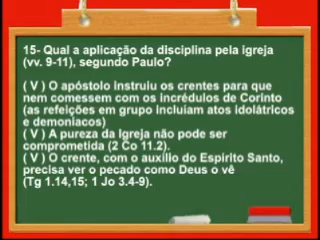 15- Qual a aplicação da disciplina pela igreja
(vv. 9-11), segundo Paulo?
( V ) O apóstolo instruiu os crentes para que
nem comessem com os incrédulos de Corinto
(as refeições em grupo incluiam atos idolátricos
e demoniacos)
( V ) A pureza da Igreja não pode ser
comprometida (2 Co 11.2).
( V ) O crente, com o auxílio do Espírito Santo,
precisa ver o pecado como Deus o vê
(Tg 1.14,15; 1 Jo 3.4-9).